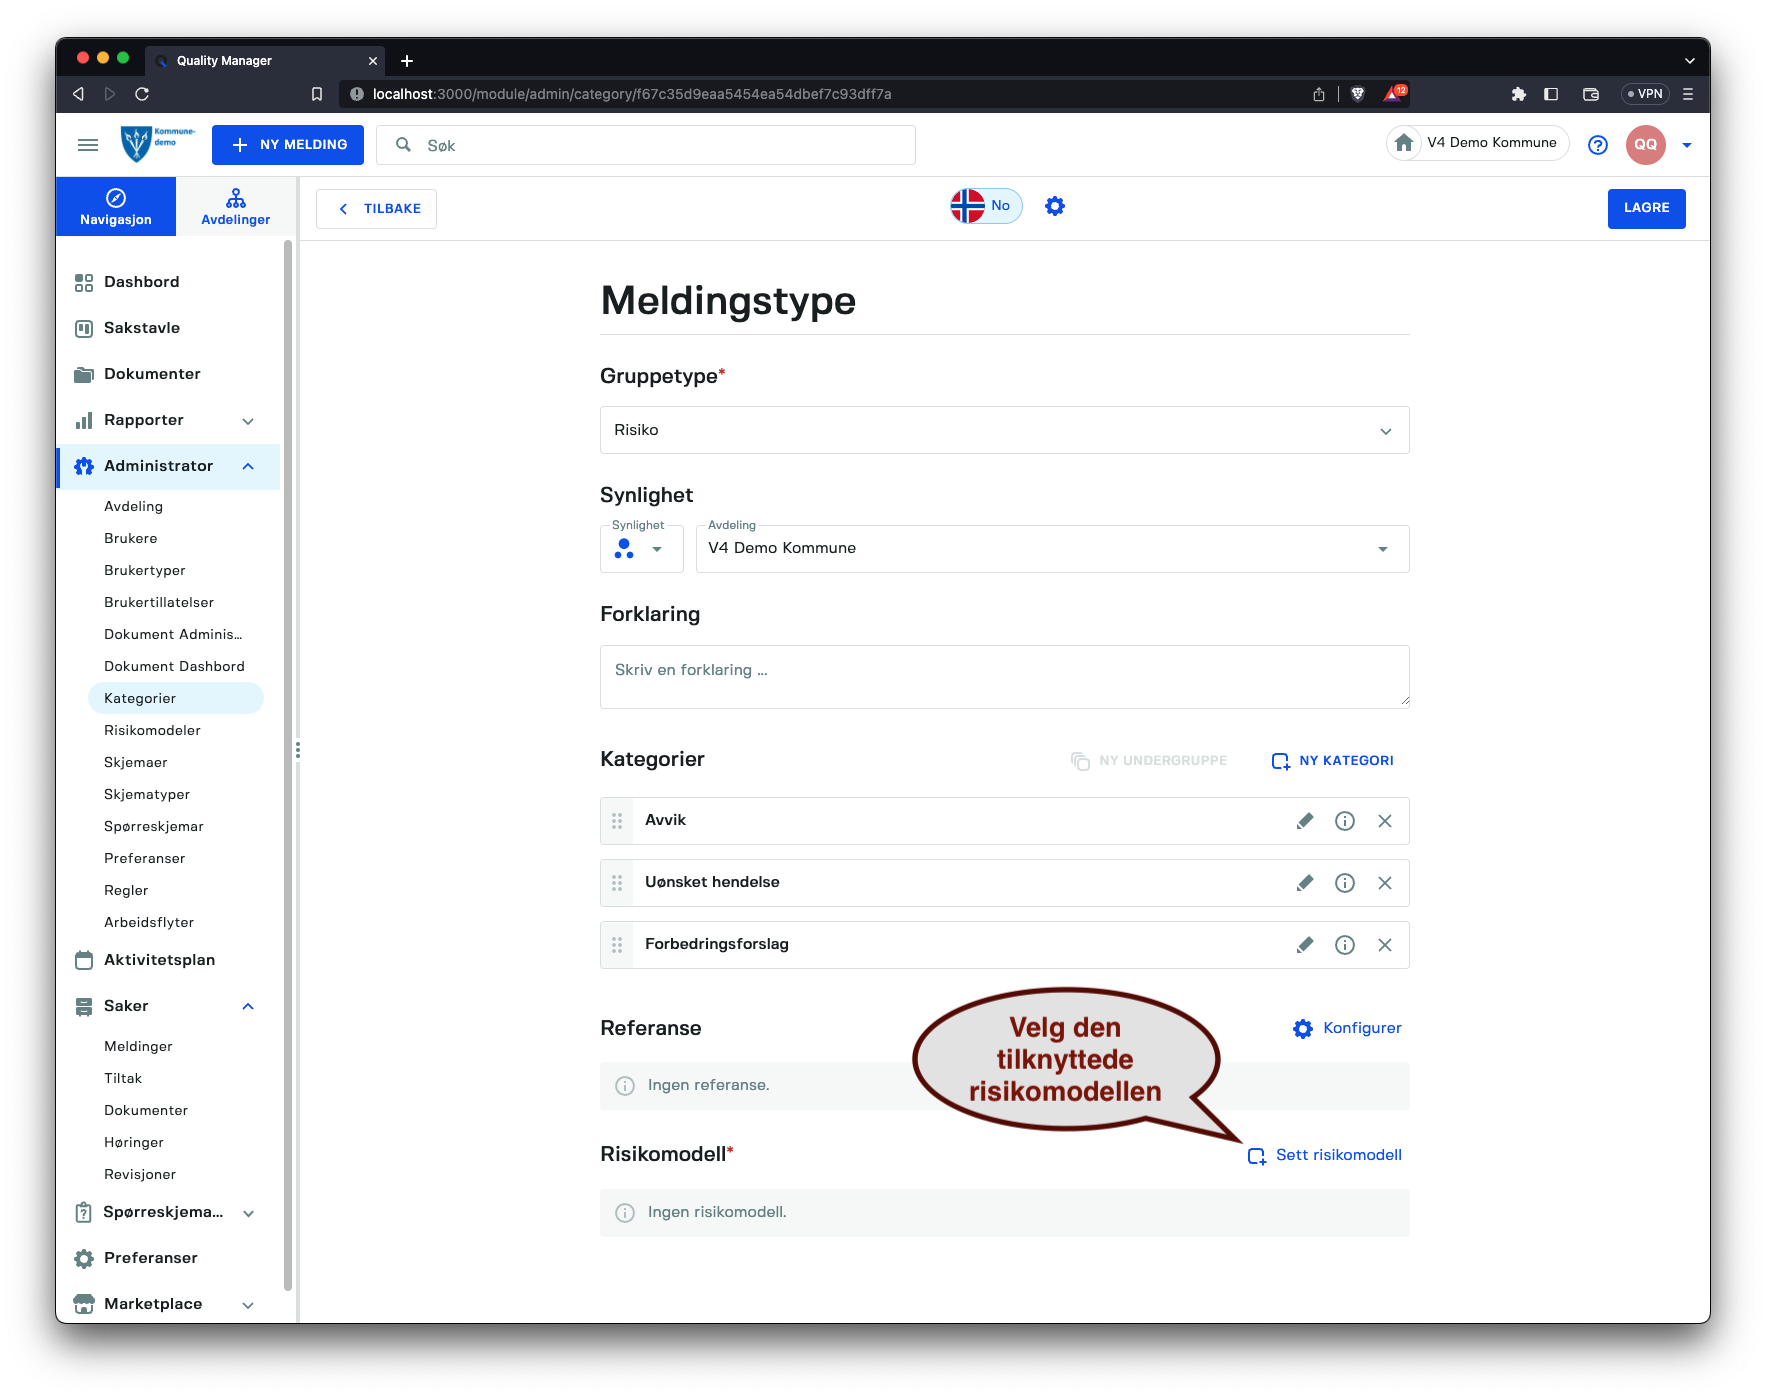 Quality Manager
localhost:3000/module/admin/category/f67c35d9eaa5454ea54dbef7c93dff7a
12
VPN
Kommune-
demo
NY MELDING
Søk
V4 Demo Kommune
QQ
Navigasjon
Avdelinger
TILBAKE
No
LAGRE
Dashbord
Sakstavle
Dokumenter
Rapporter
Administrator
Avdeling
Brukere
Brukertyper
Brukertillatelser
Dokument Adminis...
Dokument Dashbord
Kategorier
Risikomodeler
Skjemaer
Skjematyper
Spørreskjemar
Preferanser
Regler
Arbeidsflyter
Aktivitetsplan
Saker
Meldinger
Tiltak
Dokumenter
Høringer
Revisjoner
Spørreskjema...
Preferanser
Marketplace
Meldingstype
Gruppetype*
Risiko
Synlighet
Synlighet
Avdeling
V4 Demo Kommune
Forklaring
Skriv en forklaring ...
Kategorier
NY UNDERGRUPPE
NY KATEGORI
Avvik
Uønsket hendelse
Forbedringsforslag
Referanse
Konfigurer
Ingen referanse.
Velg den
tilknyttede
risikomodellen
Risikomodell*
Sett risikomodell
Ingen risikomodell.